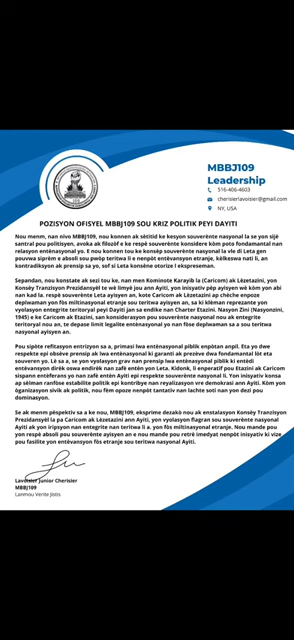 MBBJ109
Leadership
516-406-4603
cherisierlavoisier@gmail.com
NY, USA
POZISYON OFISYEL MBBJ109 SOU KRIZ POLITIK PEYI DAYITI
Nou menm, nan nivo MBBJ109, nou konnen ak sètitid ke kesyon souverènte nasyonal la se yon sijè
santral pou politisyen, avoka ak filozòf e ke respè souverènte konsidere kòm poto fondamantal nan
relasyon entènasyonal yo. E nou konnen tou ke konsép souverènte nasyonal la vle di Leta gen
pouvwa siprèm e absoli sou pwòp teritwa li e nenpòt entèvansyon etranje, kèlkeswa nati li, an
kontradiksyon ak prensip sa yo, sof si Leta konsène otorize l ekspreseman.
Sepandan, nou konstate ak sezi tou ke, nan men Kominote Karayib la (Caricom) ak Lèzetazini, yon
Konsèy Tranzisyon Prezidansyèl te wè limyè jou ann Ayiti, yon inisyativ pèp ayisyen wè kòm yon abi
nan kad la. respè souverènte Leta ayisyen an, kote Caricom ak Lèzetazini ap chèche enpoze
deplwaman yon fòs miltinasyonal etranje sou teritwa ayisyen an, sa ki klèman reprezante yon
vyolasyon entegrite teritoryal peyi Dayiti jan sa endike nan Charter Etazini. Nasyon Zini (Nasyonzini,
1945) e ke Caricom ak Etazini, san konsiderasyon pou souverènte nasyonal nou ak entegrite
teritoryal nou an, te depase limit legalite entènasyonal yo nan fòse deplwaman sa a sou teritwa
nasyonal ayisyen an.
Pou sipòte refitasyon entrizyon sa a, primasi lwa entènasyonal piblik enpòtan anpil. Eta yo dwe
respekte epi obsève prensip ak lwa entènasyonal ki garanti ak prezève dwa fondamantal lòt eta
souveren yo. Lè sa a, se yon vyolasyon grav nan prensip lwa entènasyonal piblik ki entèdi
entèvansyon dirèk oswa endirèk nan zafè entèn yon Leta. Kidonk, li enperatif pou Etazini ak Caricom
sispann entèferans yo nan zafè entèn Ayiti epi respekte souverènte nasyonal li. Yon inisyativ konsa
ap sèlman ranfòse estabilite politik epi kontribye nan reyalizasyon vre demokrasi ann Ayiti. Kòm yon
òganizasyon sivik ak politik, nou fèm opoze nenpòt tantativ nan lachte soti nan yon dezi pou
dominasyon.
Se ak menm pèspektiv sa a ke nou, MBBJ109, eksprime dezakò nou ak enstalasyon Konsèy Tranzisyon
Prezidansyèl la pa Caricom ak Lèzetazini ann Ayiti, yon vyolasyon flagran sou souverènte nasyonal
Ayiti ak yon iripsyon nan entegrite nan teritwa li a. yon fòs miltinasyonal etranje. Nou mande pou
yon respè absoli pou souverènte ayisyen an e nou mande pou retrè imedyat nenpòt inisyativ ki vize
pou fasilite yon entèvansyon fòs etranje sou teritwa nasyonal Ayiti.
Lavoisier Junior Cherisier
MBBJ109
Lanmou Verite Jistis